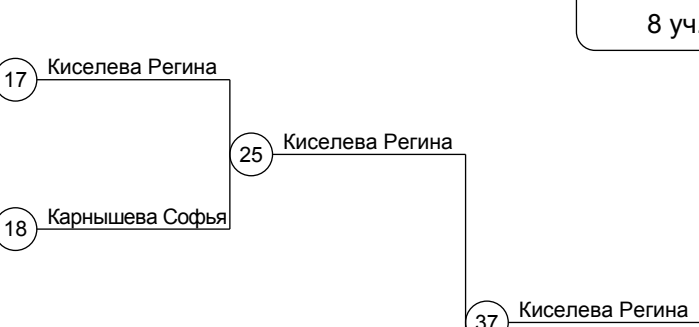 8 уч.
17 Киселева Регина
25 Киселева Регина
18 Карнышева Софья
37 Киселева Регина